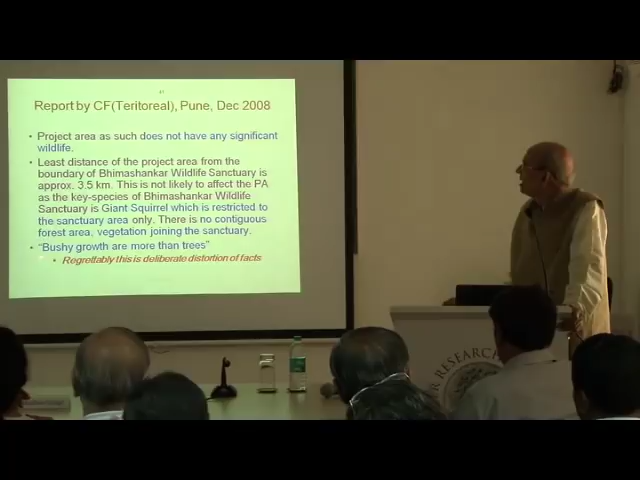 Report by CF(Teritoreal), Pune, Dec 2008
• Project area as such does not have any significant
wildlife.
• Least distance of the project area from the
boundary of Bhimashankar Wildlife Sanctuary is
approx. 3.5 km. This is not likely to affect the PA
as the key-species of Bhimashankar Wildlife
Sanctuary is Giant Squirrel which is restricted to
the sanctuary area only. There is no contiguous
forest area, vegetation joining the sanctuary.
• "Bushy growth are more than trees"
• Regrettably this is deliberate distortion of facts
R RESEARCH